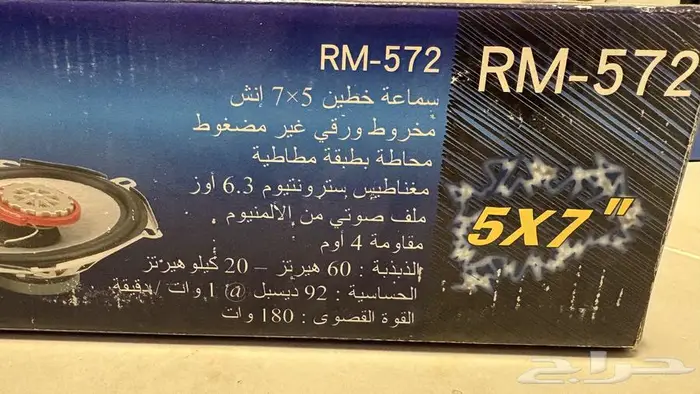 RM-572
سماعة خطين 5×7 إنش
مخروط ورقي غير مضغوط
محاطة بطبقة مطاطية
مغناطيس سترونتيوم 6.3 أوز
ملف صوتي من الألمنيوم
مقاومة 4 أوم
الذبذبة : 60 هيرتز – 20 كيلو هيرتز
الحساسية : 92 ديسبل @ 1 وات / دقيقة
القوة القصوى : 180 وات
RM-572
5X7"
حراج